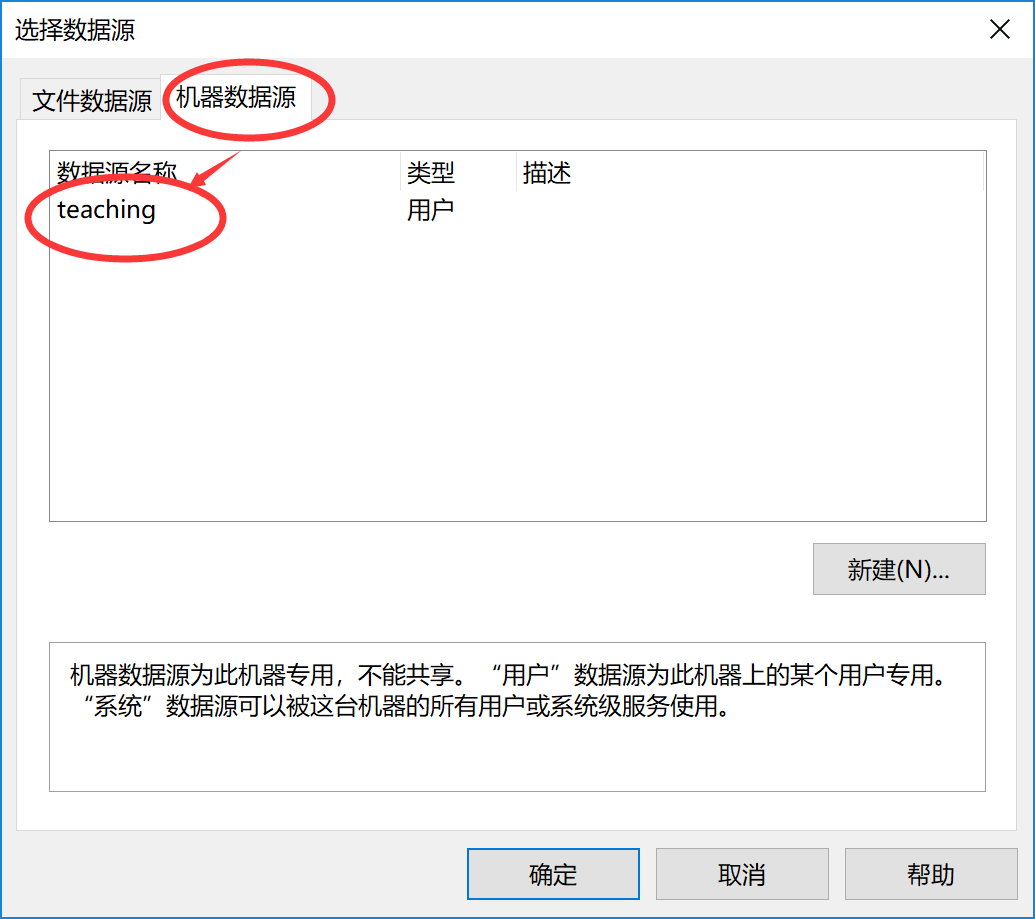 选择数据源
文件数据源 机器数据源
数据源名称 类型 描述
teaching 用户
新建(N)...
机器数据源为此机器专用，不能共享。“用户”数据源为此机器上的某个用户专用。
“系统”数据源可以被这台机器的所有用户或系统级服务使用。
确定 取消 帮助